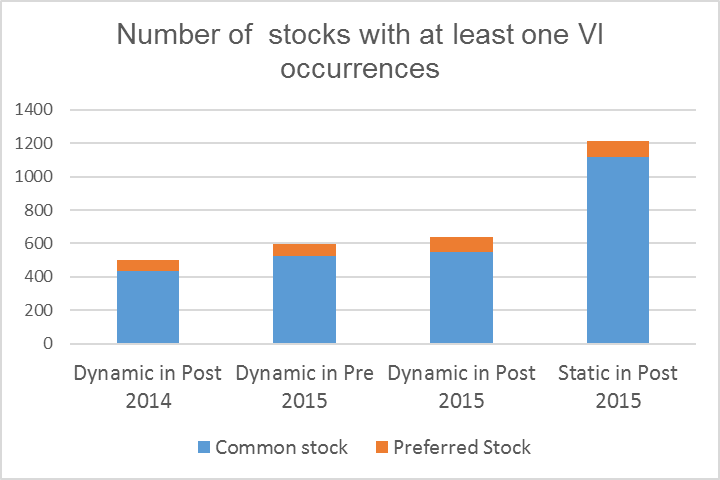 Number of  stocks with at least one VI
occurrences
1400
1200
1000
800
600
400
200
0
Dynamic in Post
2014
Dynamic in Pre
2015
Dynamic in Post
2015
Static in Post
2015
Common stock
Preferred Stock